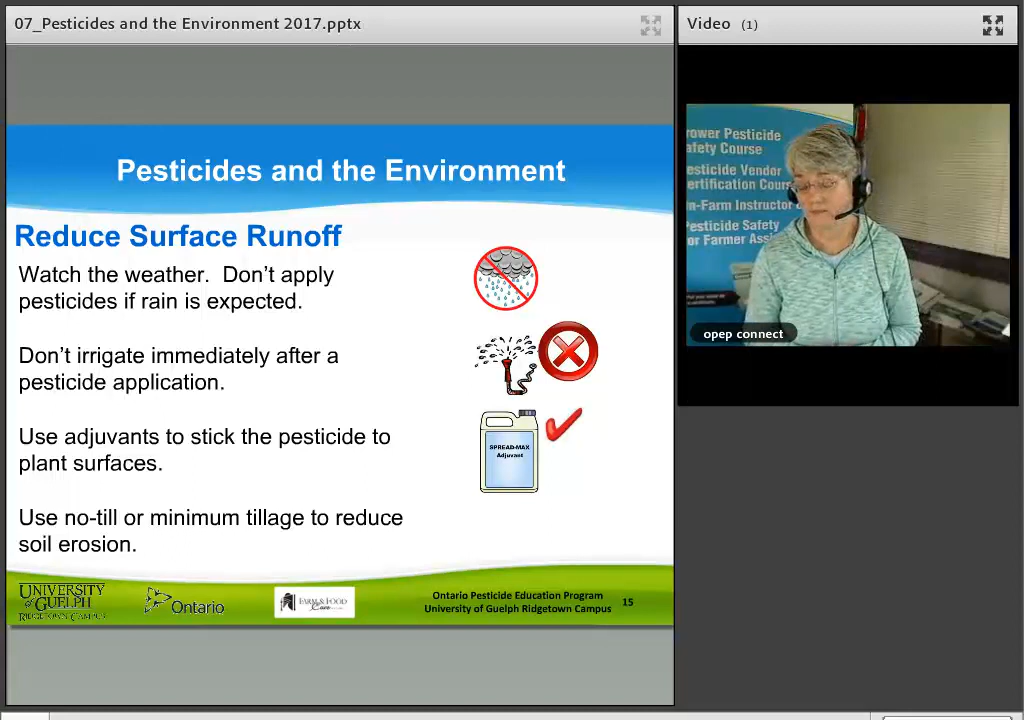 07_Pesticides and the Environment 2017.pptx
Video (1)
Pesticides and the Environment
Reduce Surface Runoff
Watch the weather. Don’t apply
pesticides if rain is expected.
Don’t irrigate immediately after a
pesticide application.
Use adjuvants to stick the pesticide to
plant surfaces.
Use no-till or minimum tillage to reduce
soil erosion.
SPREAD-MAX
Adjuvant
UNIVERSITY
OF GUELPH
RIDGETOWN CAMPUS
Ontario
FARM & FOOD
Care
Ontario Pesticide Education Program
University of Guelph Ridgetown Campus
15
rower Pesticide
afety Course
esticide Vendor
ertification Cours
n-Farm Instructor
Pesticide Safety
or Farmer Ass
opep connect